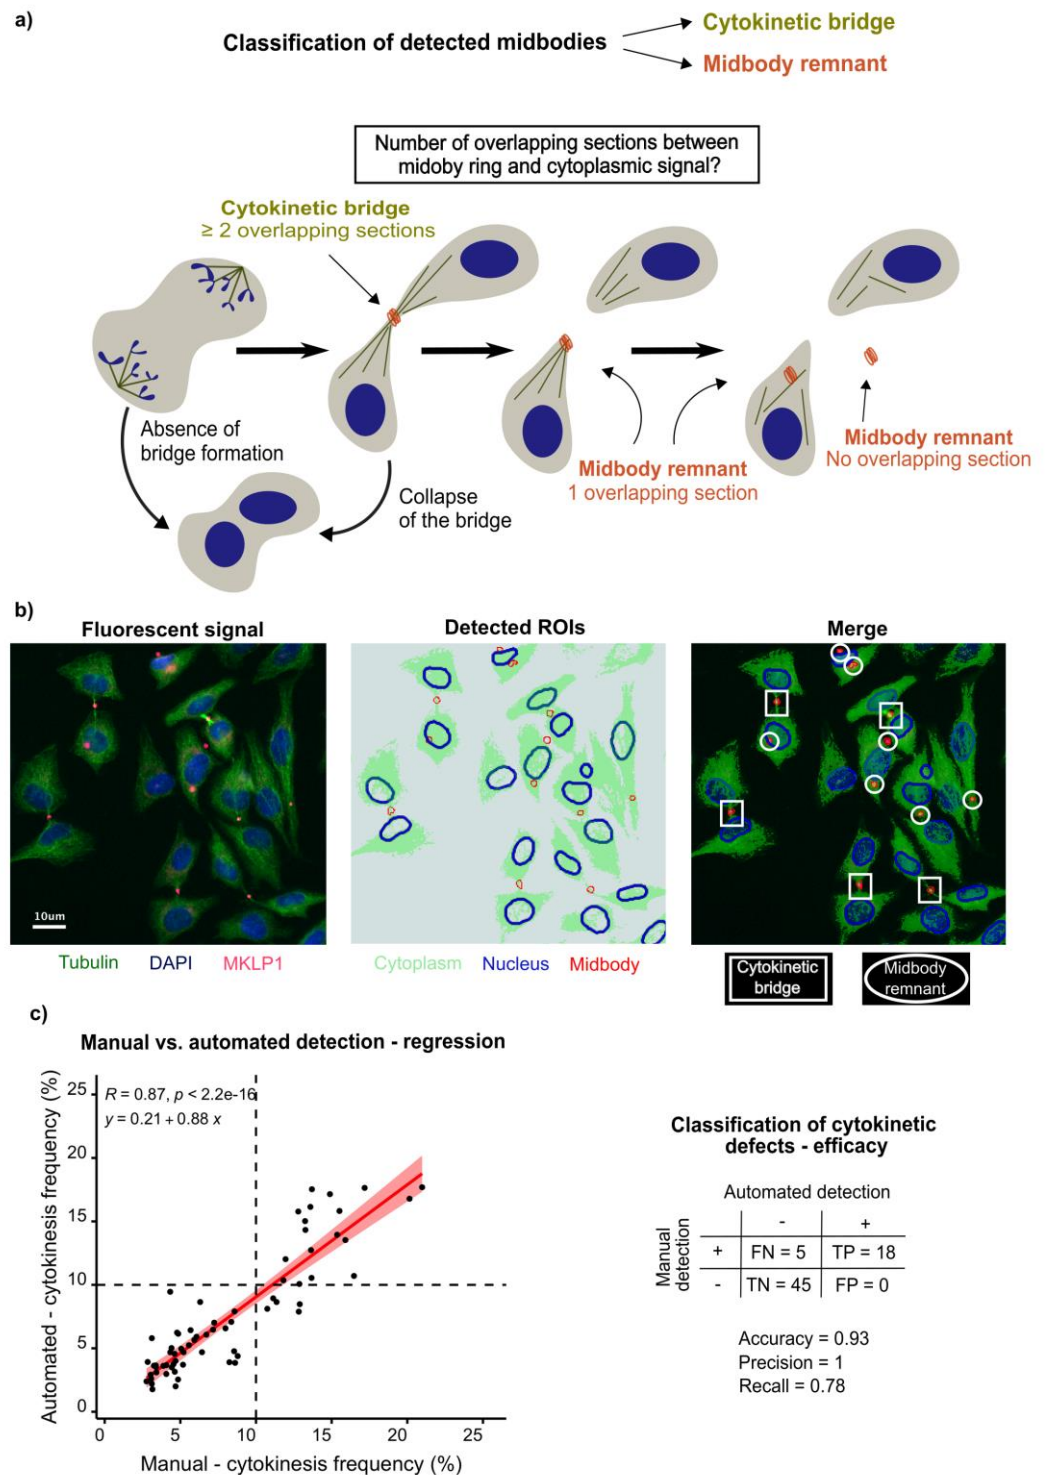 a)
Classification of detected midbodies
Cytokinetic bridge
Midbody remnant
Number of overlapping sections between
midoby ring and cytoplasmic signal?
Cytokinetic bridge
≥ 2 overlapping sections
Absence of
bridge formation
Collapse
of the bridge
Midbody remnant
1 overlapping section
Midbody remnant
No overlapping section
b)
Fluorescent signal
Detected ROIs
Merge
10um
Tubulin DAPI MKLP1
Cytoplasm Nucleus Midbody
Cytokinetic
bridge
Midbody
remnant
c)
Manual vs. automated detection - regression
R = 0.87, p < 2.2e-16
y = 0.21 + 0.88 x
Automated - cytokinesis frequency (%)
25
20
15
10
5
0
0 5 10 15 20 25
Manual - cytokinesis frequency (%)
Classification of cytokinetic
defects - efficacy
Automated detection
Manual
detection
- +
+ FN = 5 TP = 18
- TN = 45 FP = 0
Accuracy = 0.93
Precision = 1
Recall = 0.78